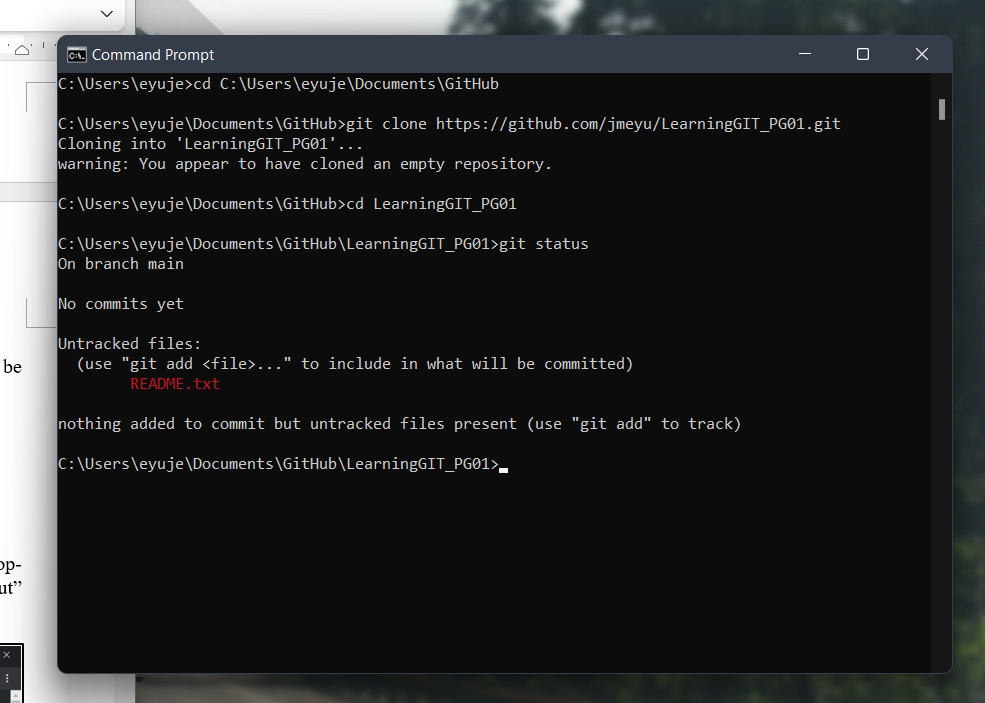 Command Prompt
C:\Users\eyuje>cd C:\Users\eyuje\Documents\GitHub
C:\Users\eyuje\Documents\GitHub>git clone https://github.com/jmeyu/LearningGIT_PG01.git
Cloning into 'LearningGIT_PG01'...
warning: You appear to have cloned an empty repository.
C:\Users\eyuje\Documents\GitHub>cd LearningGIT_PG01
C:\Users\eyuje\Documents\GitHub\LearningGIT_PG01>git status
On branch main
No commits yet
Untracked files:
(use "git add <file>..." to include in what will be committed)
README.txt
nothing added to commit but untracked files present (use "git add" to track)
C:\Users\eyuje\Documents\GitHub\LearningGIT_PG01>
be
op-
ut”